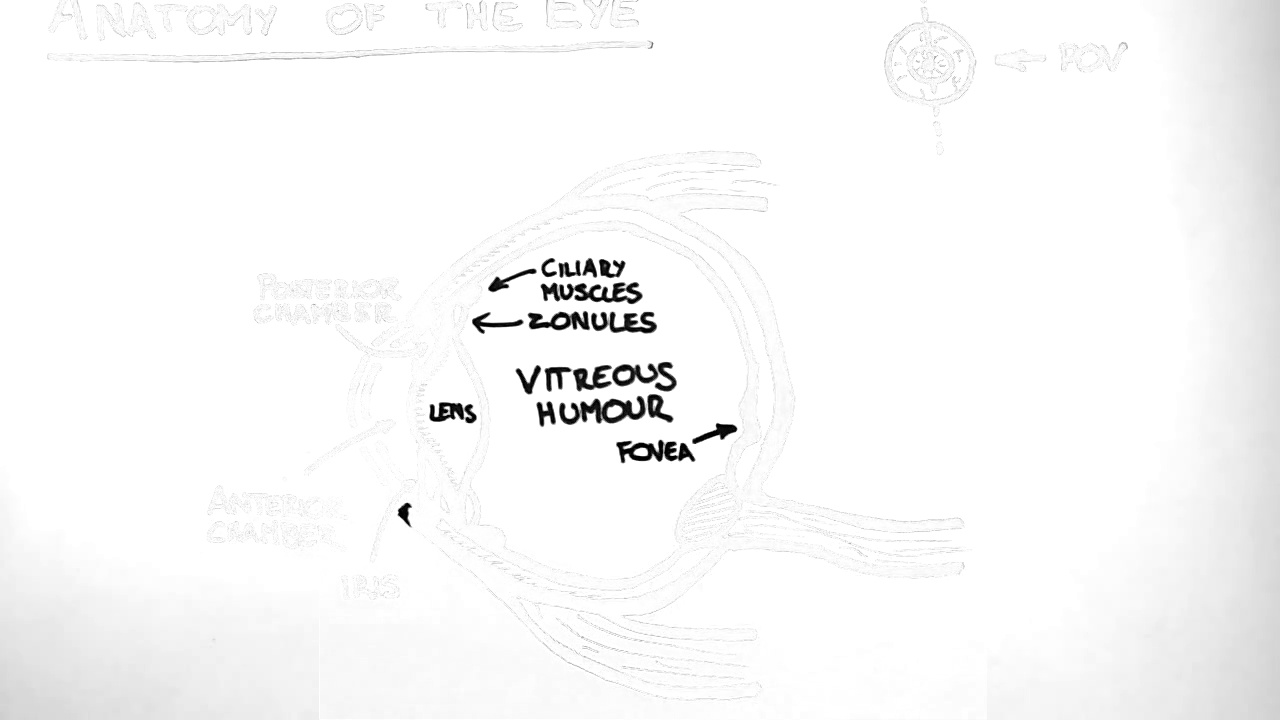 ANATOMY OF THE EYE
POV
POSTERIOR
CHAMBER
CILIARY
MUSCLES
ZONULES
VITREOUS
HUMOUR
LENS
FOVEA
ANTERIOR
CHAMBER
IRIS